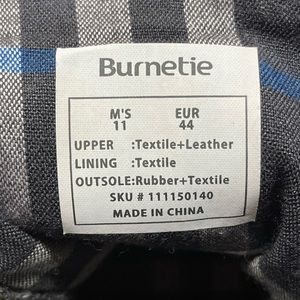 Burnetie
M'S EUR
11 44
UPPER :Textile+Leather
LINING :Textile
OUTSOLE:Rubber+Textile
SKU # 111150140
MADE IN CHINA